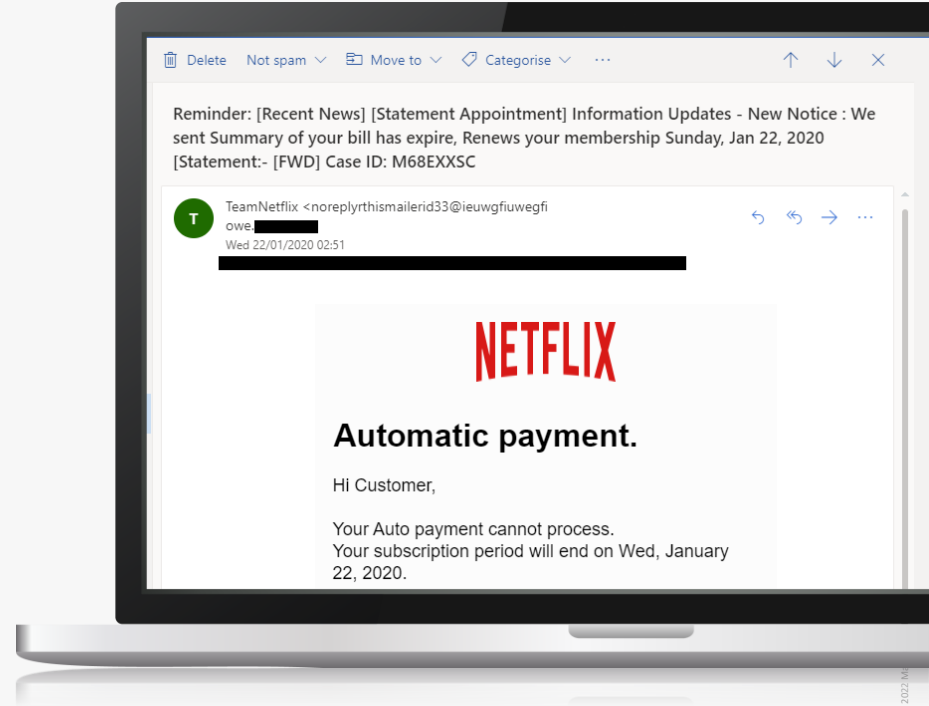 Delete Not spam Move to Categorise ...
Reminder: [Recent News] [Statement Appointment] Information Updates - New Notice : We
sent Summary of your bill has expire, Renews your membership Sunday, Jan 22, 2020
[Statement:- [FWD] Case ID: M68EXXSC
T
TeamNetflix <noreplyrthismailerid33@ieuwgfiuwegfi
owe.
Wed 22/01/2020 02:51
NETFLIX
Automatic payment.
Hi Customer,
Your Auto payment cannot process.
Your subscription period will end on Wed, January
22, 2020.
2022